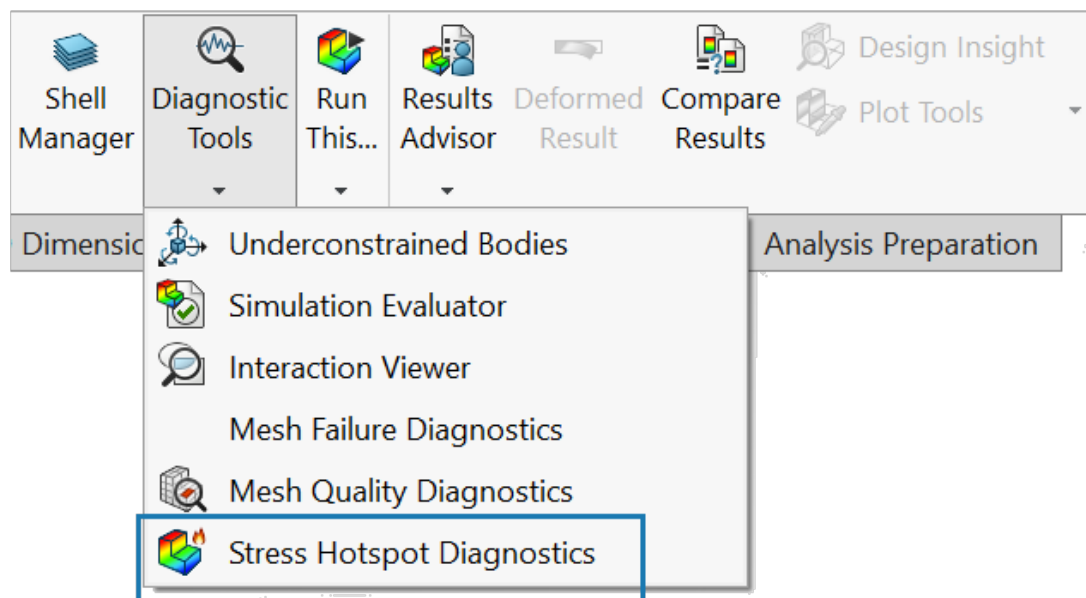 Shell Manager
Diagnostic Tools
Run This...
Results Advisor
Deformed Result
Compare Results
Design Insight
Plot Tools
Dimensic
Analysis Preparation
Underconstrained Bodies
Simulation Evaluator
Interaction Viewer
Mesh Failure Diagnostics
Mesh Quality Diagnostics
Stress Hotspot Diagnostics